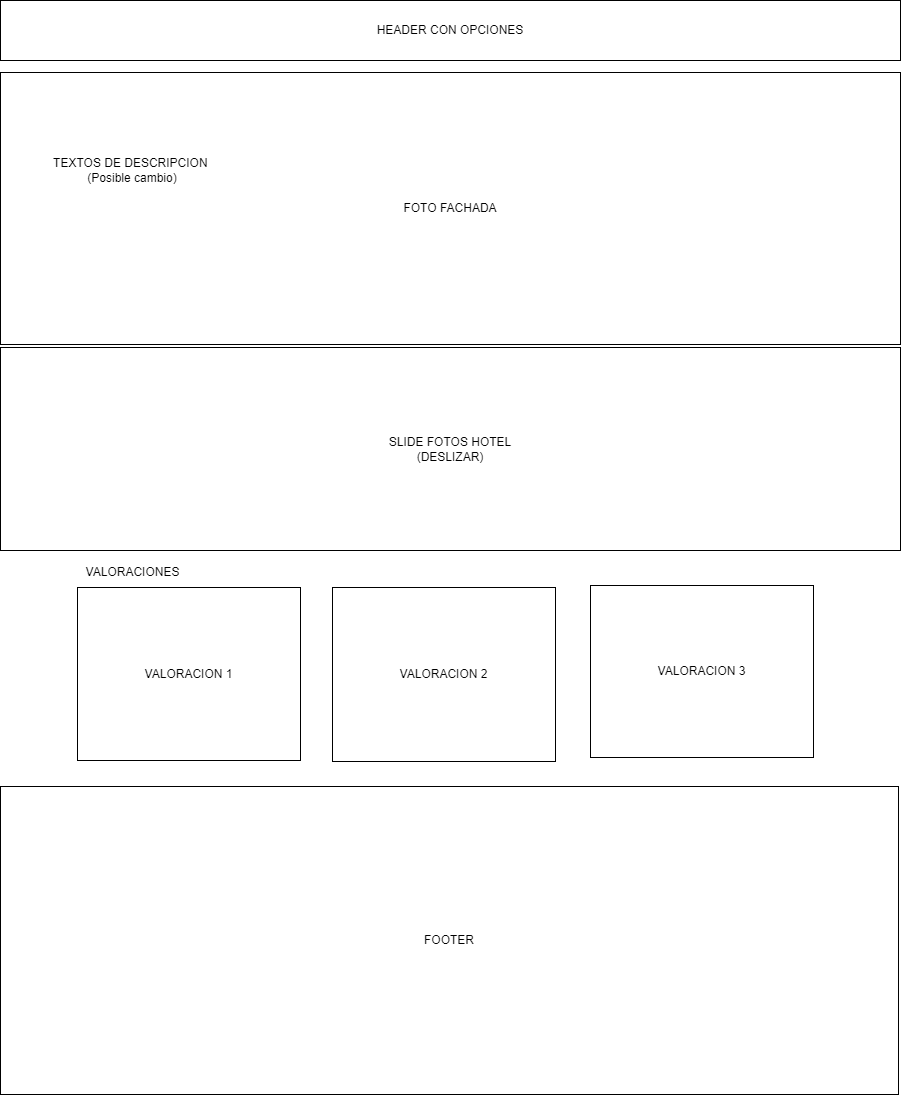 HEADER CON OPCIONES
TEXTOS DE DESCRIPCION
(Posible cambio)
FOTO FACHADA
SLIDE FOTOS HOTEL
(DESLIZAR)
VALORACIONES
VALORACION 1
VALORACION 2
VALORACION 3
FOOTER